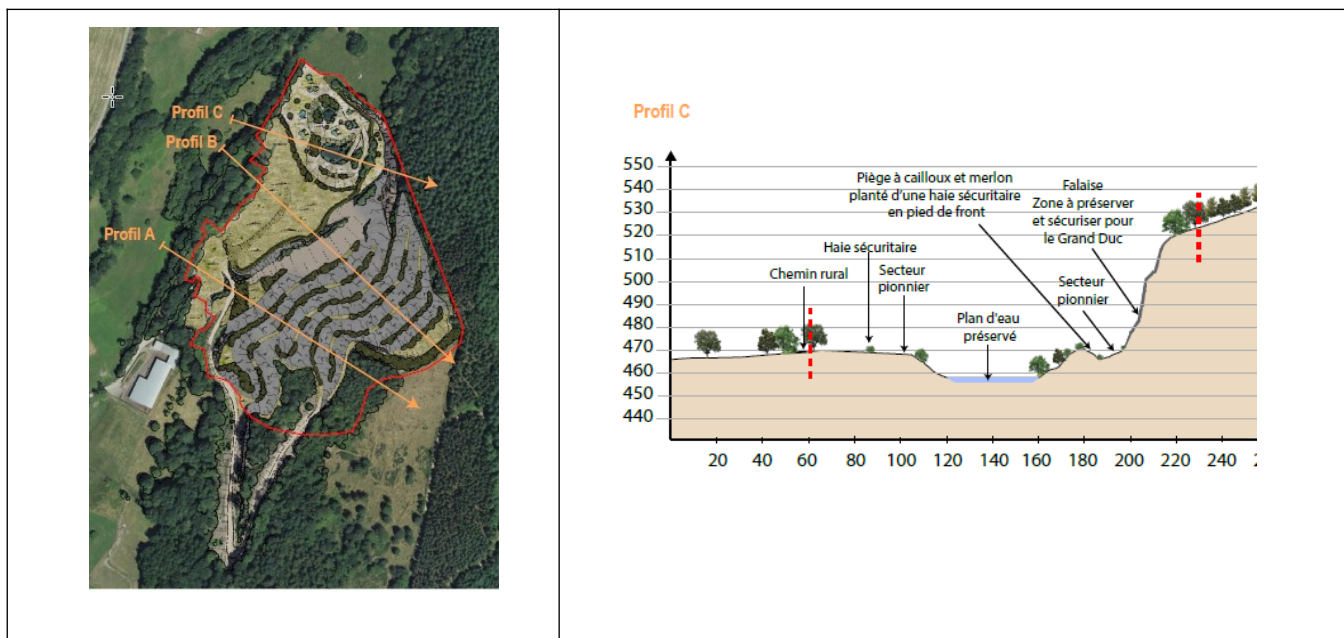 Profil C
Profil B
Profil A
Profil C
550
540
530
520
510
500
490
480
470
460
450
440
Piège à cailloux et merlon
planté d'une haie sécuritaire
en pied de front
Falaise
Zone à préserver
et sécuriser pour
le Grand Duc
Haie sécuritaire
Chemin rural
Secteur
pionnier
Secteur
pionnier
Plan d'eau
préservé
20 40 60 80 100 120 140 160 180 200 220 240